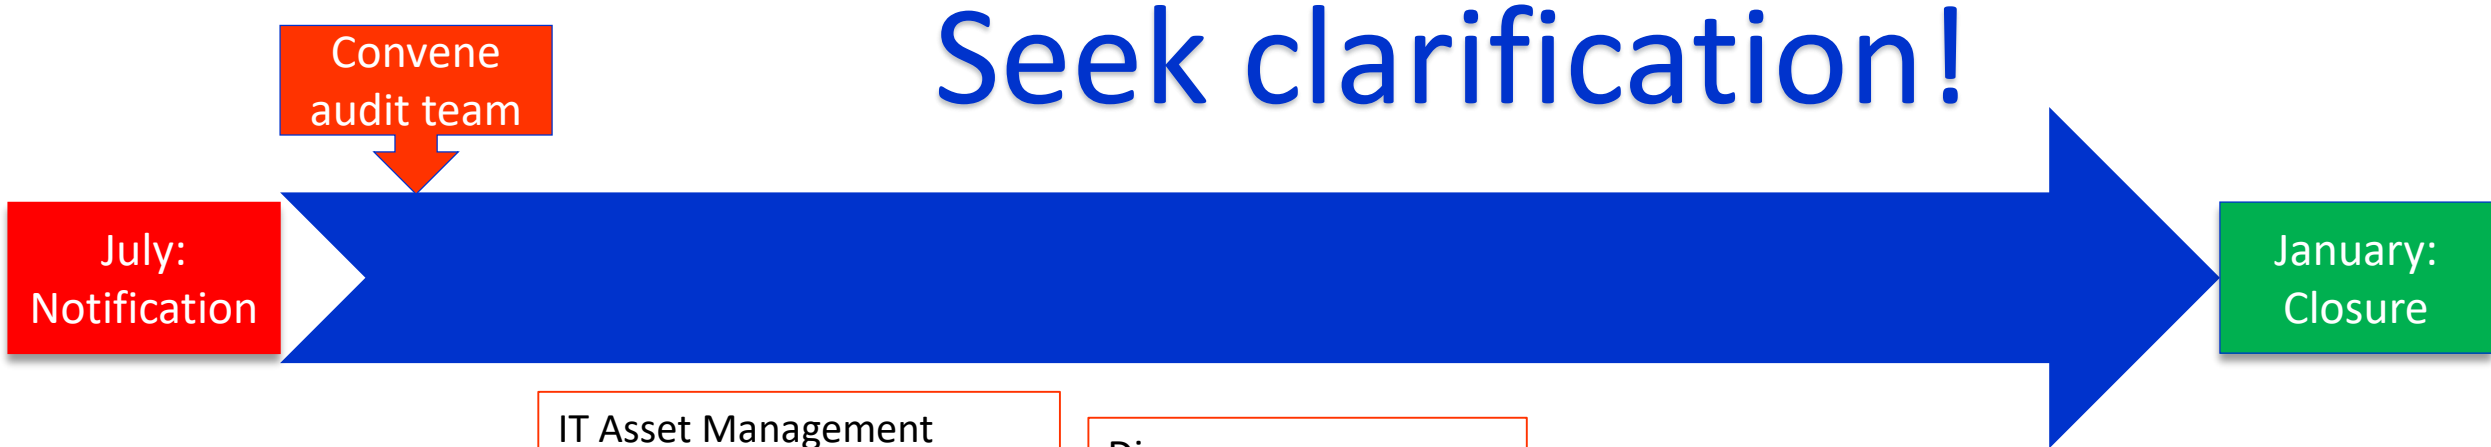 Seek clarification!
Convene
audit team
July:
Notification
January:
Closure
IT Asset Management